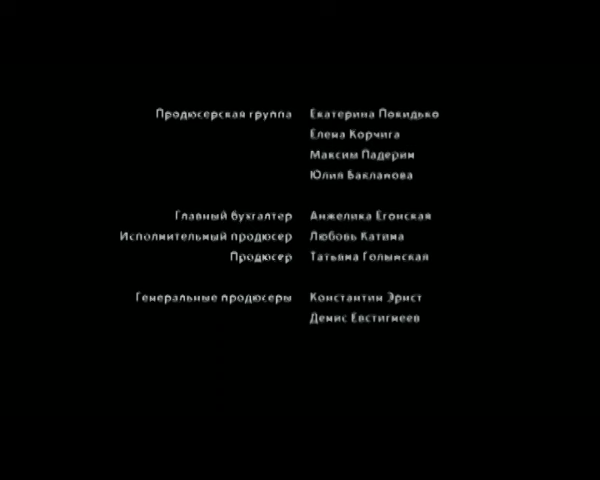 Продюсерская группа Екатерина Покидько
Елена Корчига
Максим Падерин
Юлия Бакланова
Главный бухгалтер Анжелика Егонская
Исполнительный продюсер Любовь Катина
Продюсер Татьяна Голынская
Генеральные продюсеры Константин Эрнст
Денис Евстигнеев